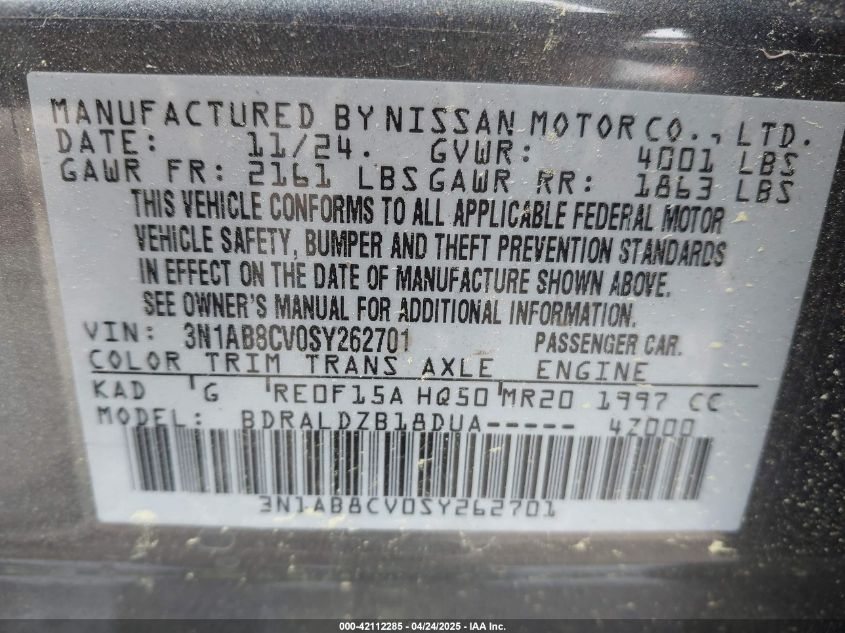 MANUFACTURED BY NISSAN MOTOR CO., LTD.
DATE: 11/24. GVWR: 4001 LBS
GAWR FR: 2161 LBS GAWR RR: 1863 LBS
THIS VEHICLE CONFORMS TO ALL APPLICABLE FEDERAL MOTOR
VEHICLE SAFETY, BUMPER AND THEFT PREVENTION STANDARDS
IN EFFECT ON THE DATE OF MANUFACTURE SHOWN ABOVE.
SEE OWNER'S MANUAL FOR ADDITIONAL INFORMATION.
VIN: 3N1AB8CV0SY262701 PASSENGER CAR.
COLOR TRIM TRANS AXLE ENGINE
KAD G RE0F15A HQ50 MR20 1997 CC
MODEL: BDRALDZB18DUA----- 4Z000
3N1AB8CV0SY262701
000-42112285 - 04/24/2025 - IAA Inc.